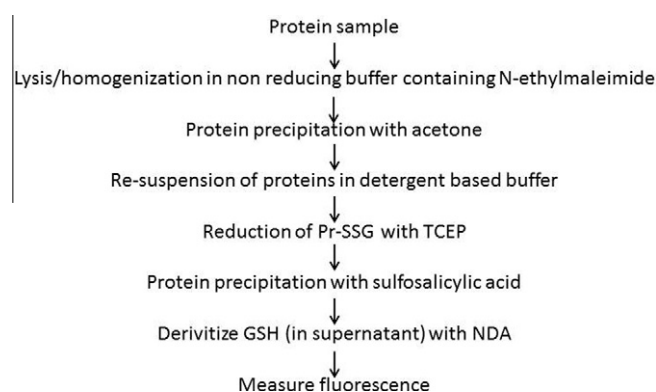 Protein sample
Lysis/homogenization in non reducing buffer containing N-ethylmaleimide
Protein precipitation with acetone
Re-suspension of proteins in detergent based buffer
Reduction of Pr-SSG with TCEP
Protein precipitation with sulfosalicylic acid
Derivitize GSH (in supernatant) with NDA
Measure fluorescence